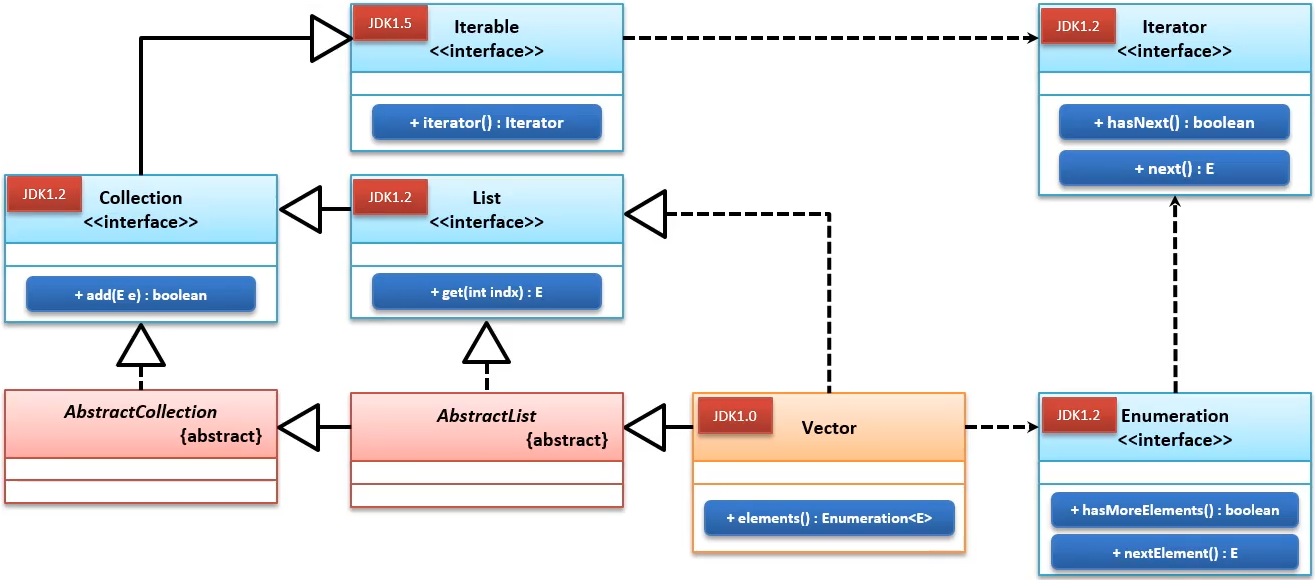 JDK1.5
Iterable
<<interface>>
+ iterator() : Iterator
JDK1.2
Iterator
<<interface>>
+ hasNext() : boolean
+ next() : E
JDK1.2
Collection
<<interface>>
+ add(E e) : boolean
JDK1.2
List
<<interface>>
+ get(int indx) : E
AbstractCollection
{abstract}
AbstractList
{abstract}
JDK1.0
Vector
+ elements() : Enumeration<E>
JDK1.2
Enumeration
<<interface>>
+ hasMoreElements() : boolean
+ nextElement() : E